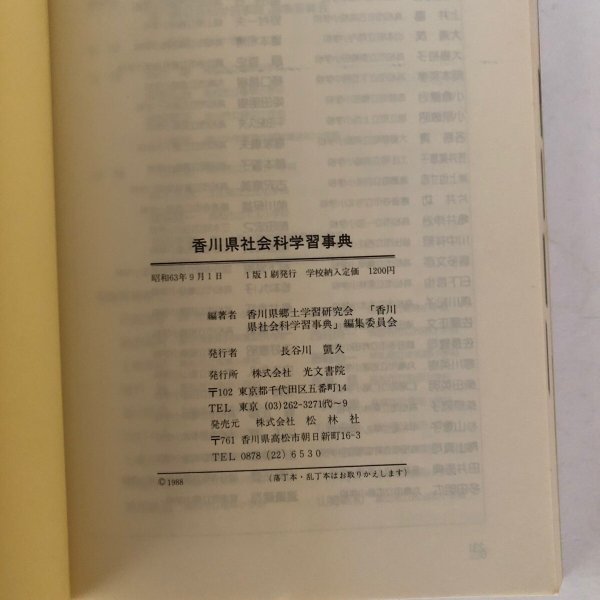 香川県社会科学習事典
昭和63年9月1日 1版1刷発行 学校納入定価 1200円
編著者 香川県郷土学習研究会 「香川
県社会科学習事典」編集委員会
発行者 長谷川 凱久
発行所 株式会社 光文書院
〒102 東京都千代田区五番町14
TEL 東京 (03)-262-3271代〜9
発売元 株式会社 松林社
〒761 香川県高松市朝日新町16-3
TEL 0878 (22) 6530
©1988 (落丁本・乱丁本はお取りかえします)